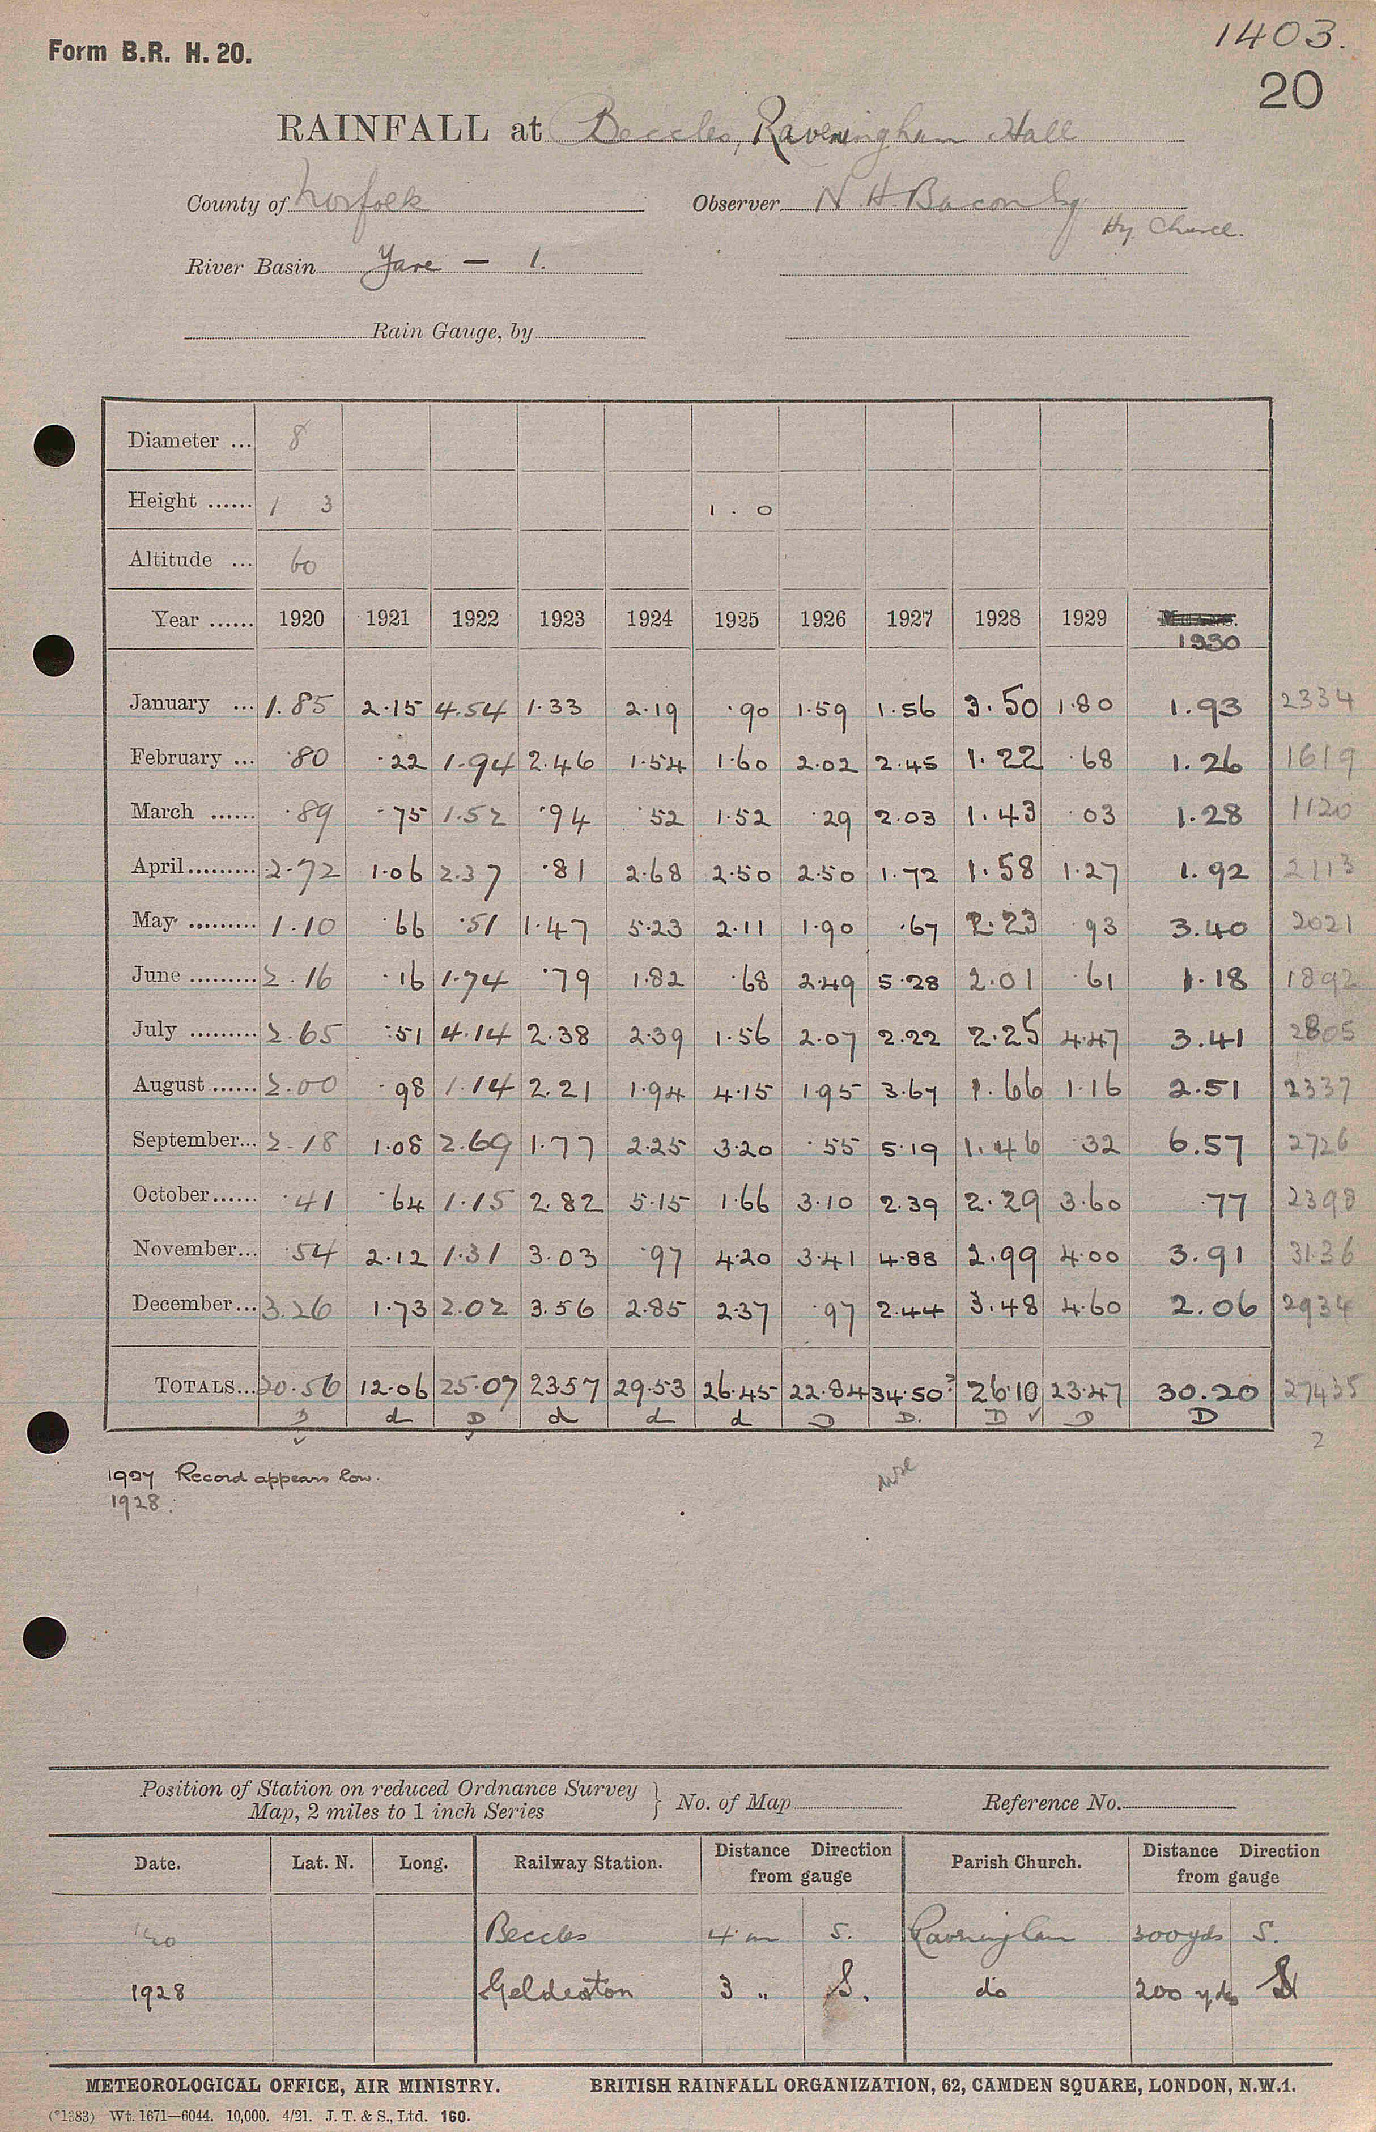 1403.
Form B.R. H. 20.
20
RAINFALL at Beccles, Raveningham Hall
County of Norfolk Observer N. H. Bacon Esq
River Basin Yare — 1.
Rain Gauge, by
Diameter ... 8
Height ...... 1 3 1 . 0
Altitude ... 60
Year ...... 1920 1921 1922 1923 1924 1925 1926 1927 1928 1929 1930
January ... 1.85 2.15 4.54 1.33 2.19 .90 1.59 1.56 3.50 1.80 1.93 2334
February ... .80 .22 1.94 2.46 1.54 1.60 2.02 2.45 1.22 .68 1.26 1619
March ...... .89 .75 1.52 .94 .52 1.52 .29 2.03 1.43 .03 1.28 1120
April ......... 2.72 1.06 2.37 .81 2.68 2.50 2.50 1.72 1.58 1.27 1.92 2113
May ......... 1.10 .66 .51 1.47 5.23 2.11 1.90 .67 2.23 .93 3.40 2021
June ......... 2.16 .16 1.74 .79 1.82 .68 2.49 5.28 2.01 .61 1.18 1892
July ......... 2.65 .51 4.14 2.38 2.39 1.56 2.07 2.22 2.25 4.47 3.41 2805
August ...... 2.00 .98 1.14 2.21 1.94 4.15 1.95 3.67 1.66 1.16 2.51 2337
September... 2.18 1.08 2.69 1.77 2.25 3.20 .55 5.19 1.46 .32 6.57 2726
October...... .41 .64 1.15 2.82 5.15 1.66 3.10 2.39 2.29 3.60 .77 2398
November... .54 2.12 1.31 3.03 .97 4.20 3.41 4.88 2.99 4.00 3.91 3136
December... 3.26 1.73 2.02 3.56 2.85 2.37 .97 2.44 3.48 4.60 2.06 2934
TOTALS... 20.56 12.06 25.07 23.57 29.53 26.45 22.84 34.50? 26.10 23.47 30.20 27435
D d D d d d D D. D ✓ D D
2
1927 Record appears low.
1928.
use
Position of Station on reduced Ordnance Survey Map, 2 miles to 1 inch Series } No. of Map Reference No.
Date. Lat. N. Long. Railway Station. Distance Direction from gauge Parish Church. Distance Direction from gauge
Beccles 4 m S. Raveningham 300 yds S.
1928 Geldeston 3 „ S. do 200 yds
METEOROLOGICAL OFFICE, AIR MINISTRY. BRITISH RAINFALL ORGANIZATION, 62, CAMDEN SQUARE, LONDON, N.W.1.
(*1383) Wt. 1671—6044. 10,000. 4/21. J. T. & S., Ltd. 160.